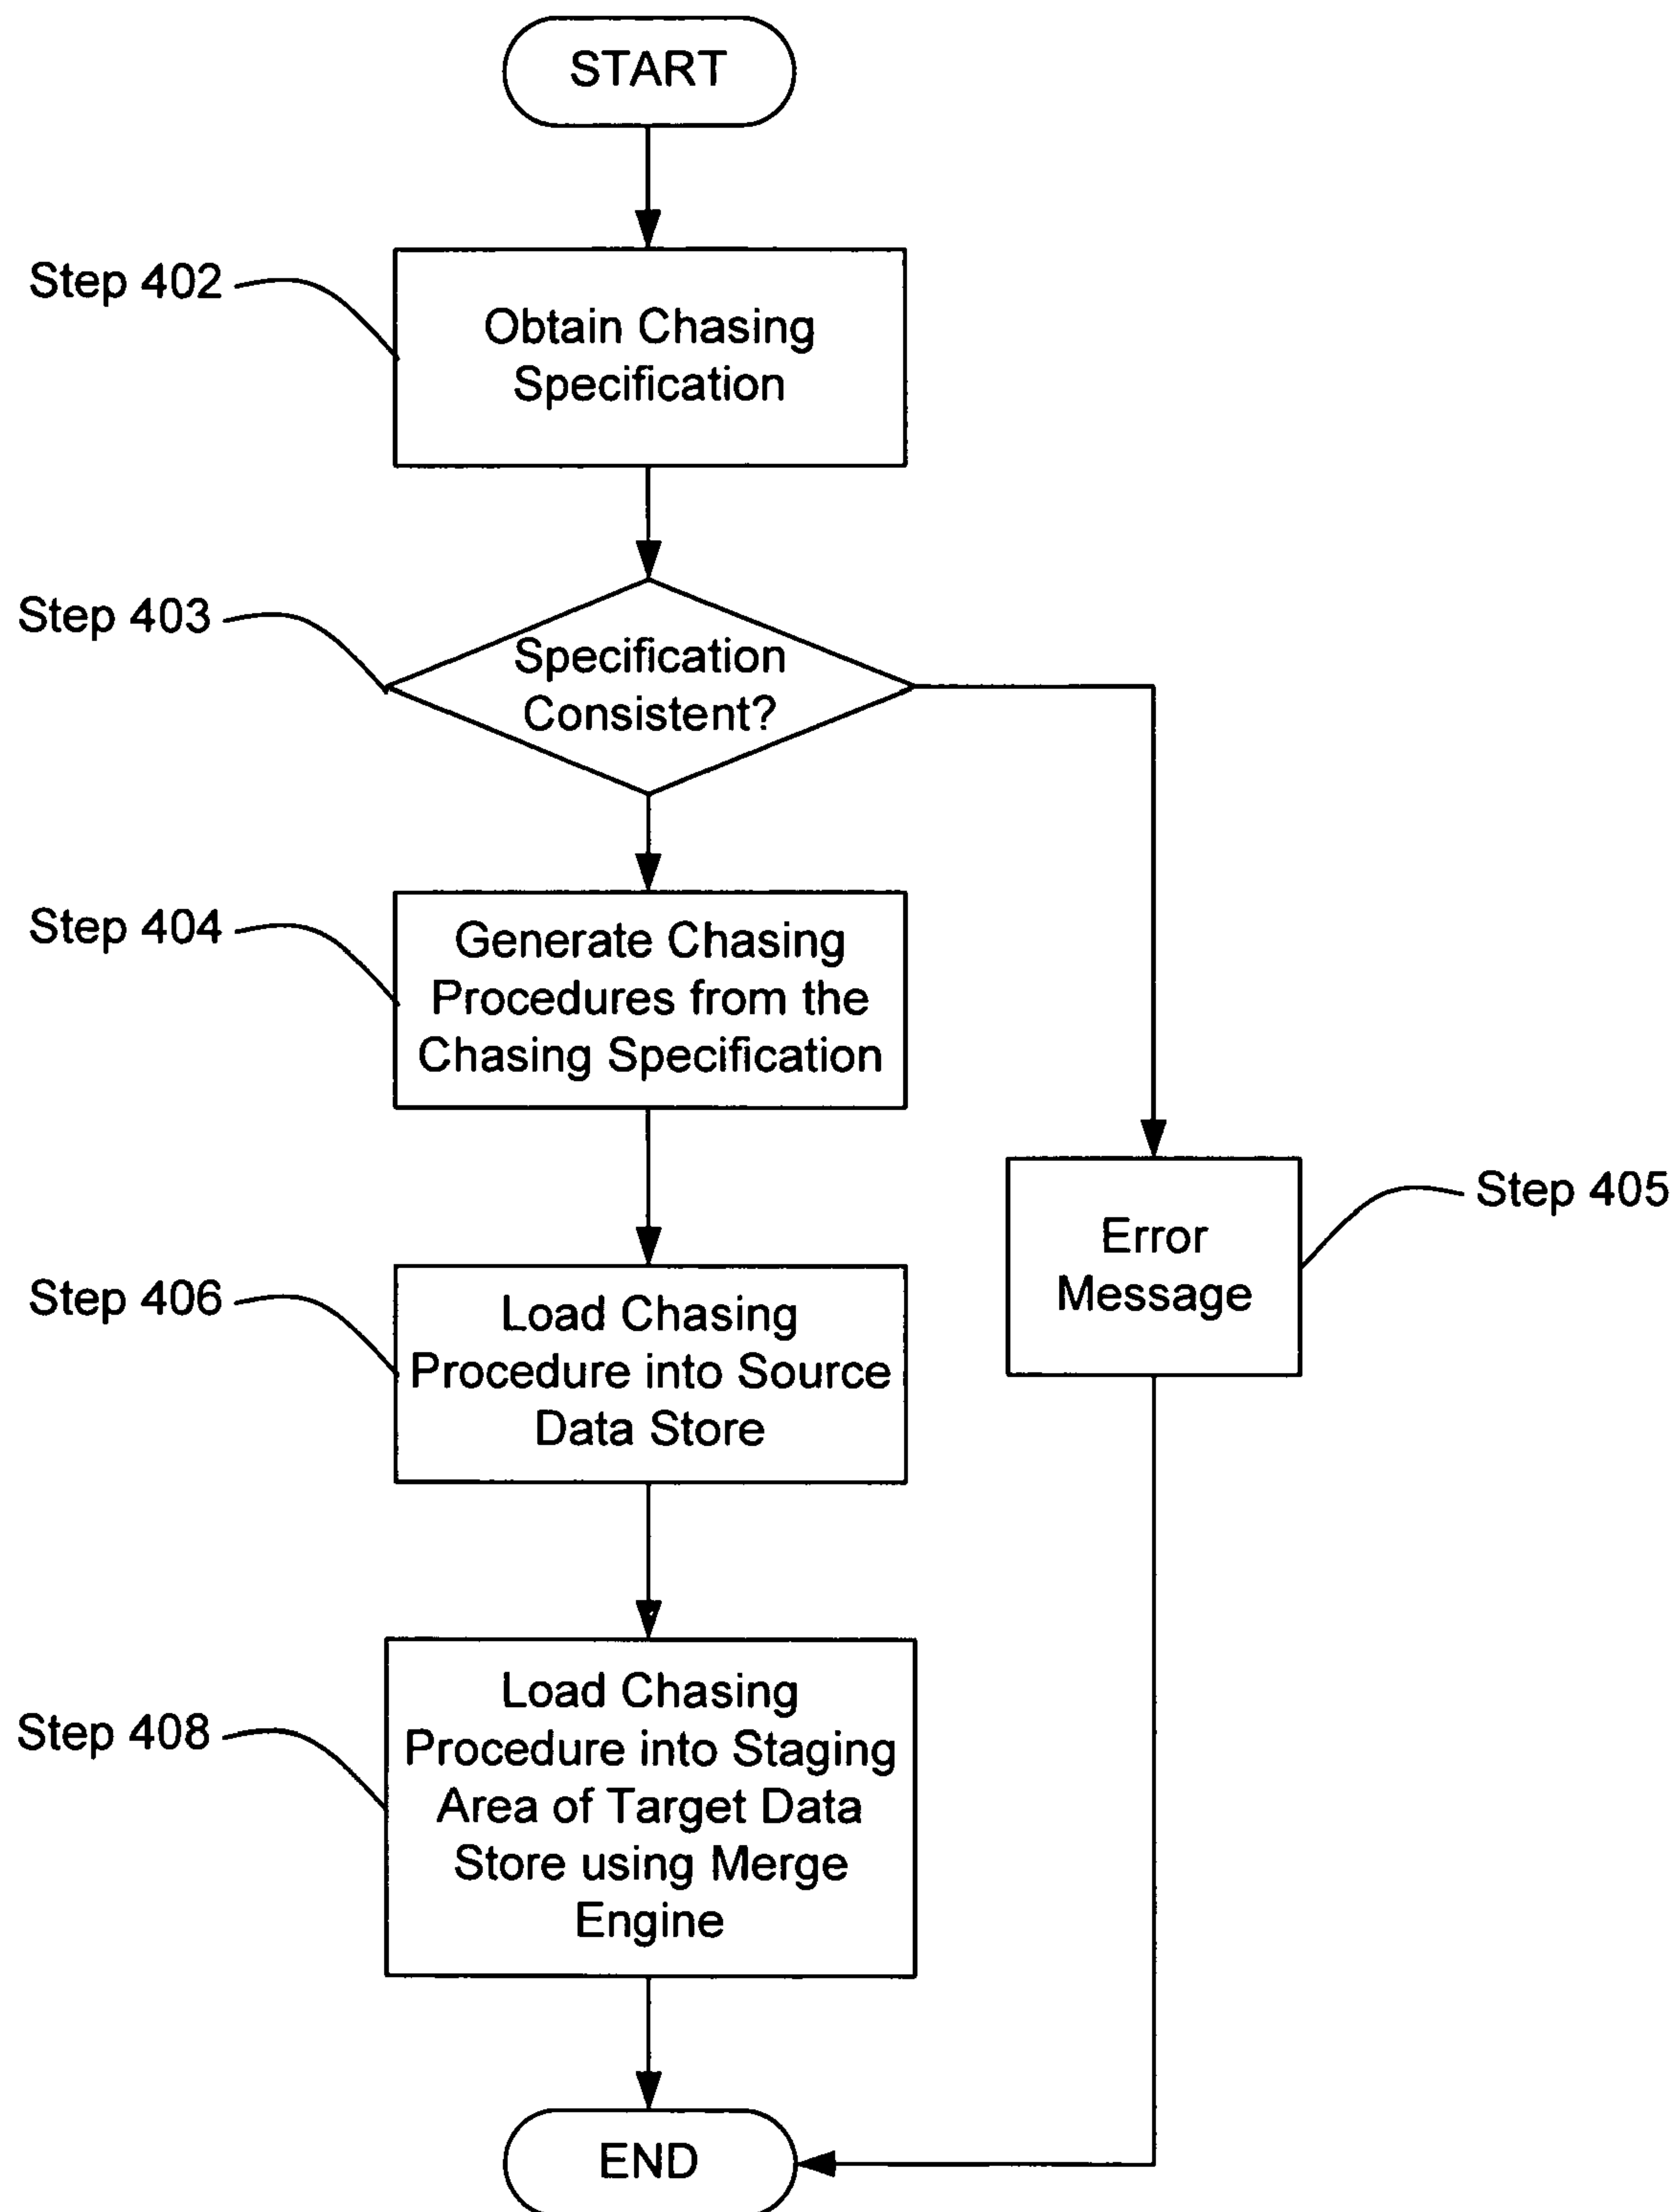 START
Step 402
Obtain Chasing
Specification
Step 403
Specification
Consistent?
Step 404
Generate Chasing
Procedures from the
Chasing Specification
Step 405
Error
Message
Step 406
Load Chasing
Procedure into Source
Data Store
Step 408
Load Chasing
Procedure into Staging
Area of Target Data
Store using Merge
Engine
END